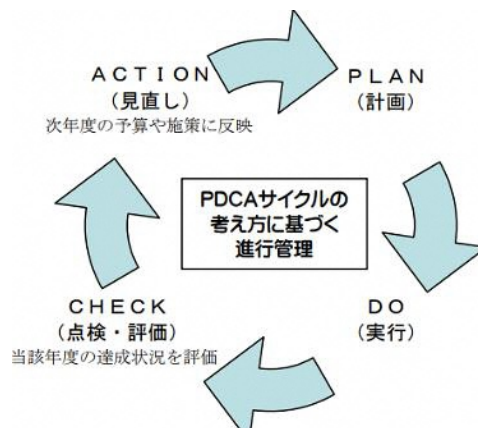 ＡＣＴＩＯＮ
(見直し)
次年度の予算や施策に反映
ＰＬＡＮ
(計画)
PDCAサイクルの
考え方に基づく
進行管理
ＣＨＥＣＫ
(点検・評価)
当該年度の達成状況を評価
ＤＯ
(実行)